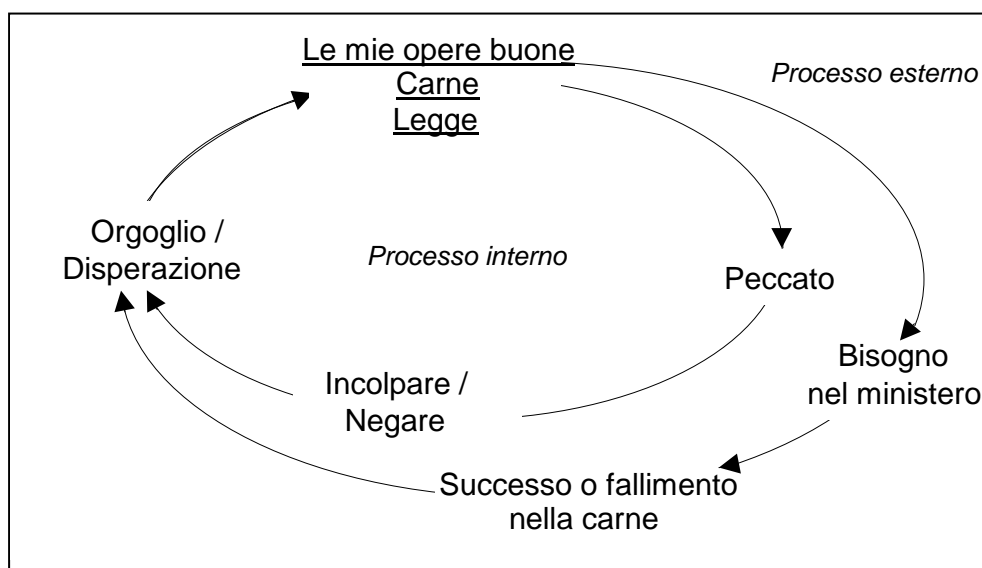 Le mie opere buone
Carne
Legge
Processo esterno
Orgoglio /
Disperazione
Processo interno
Peccato
Bisogno
nel ministero
Incolpare /
Negare
Successo o fallimento
nella carne